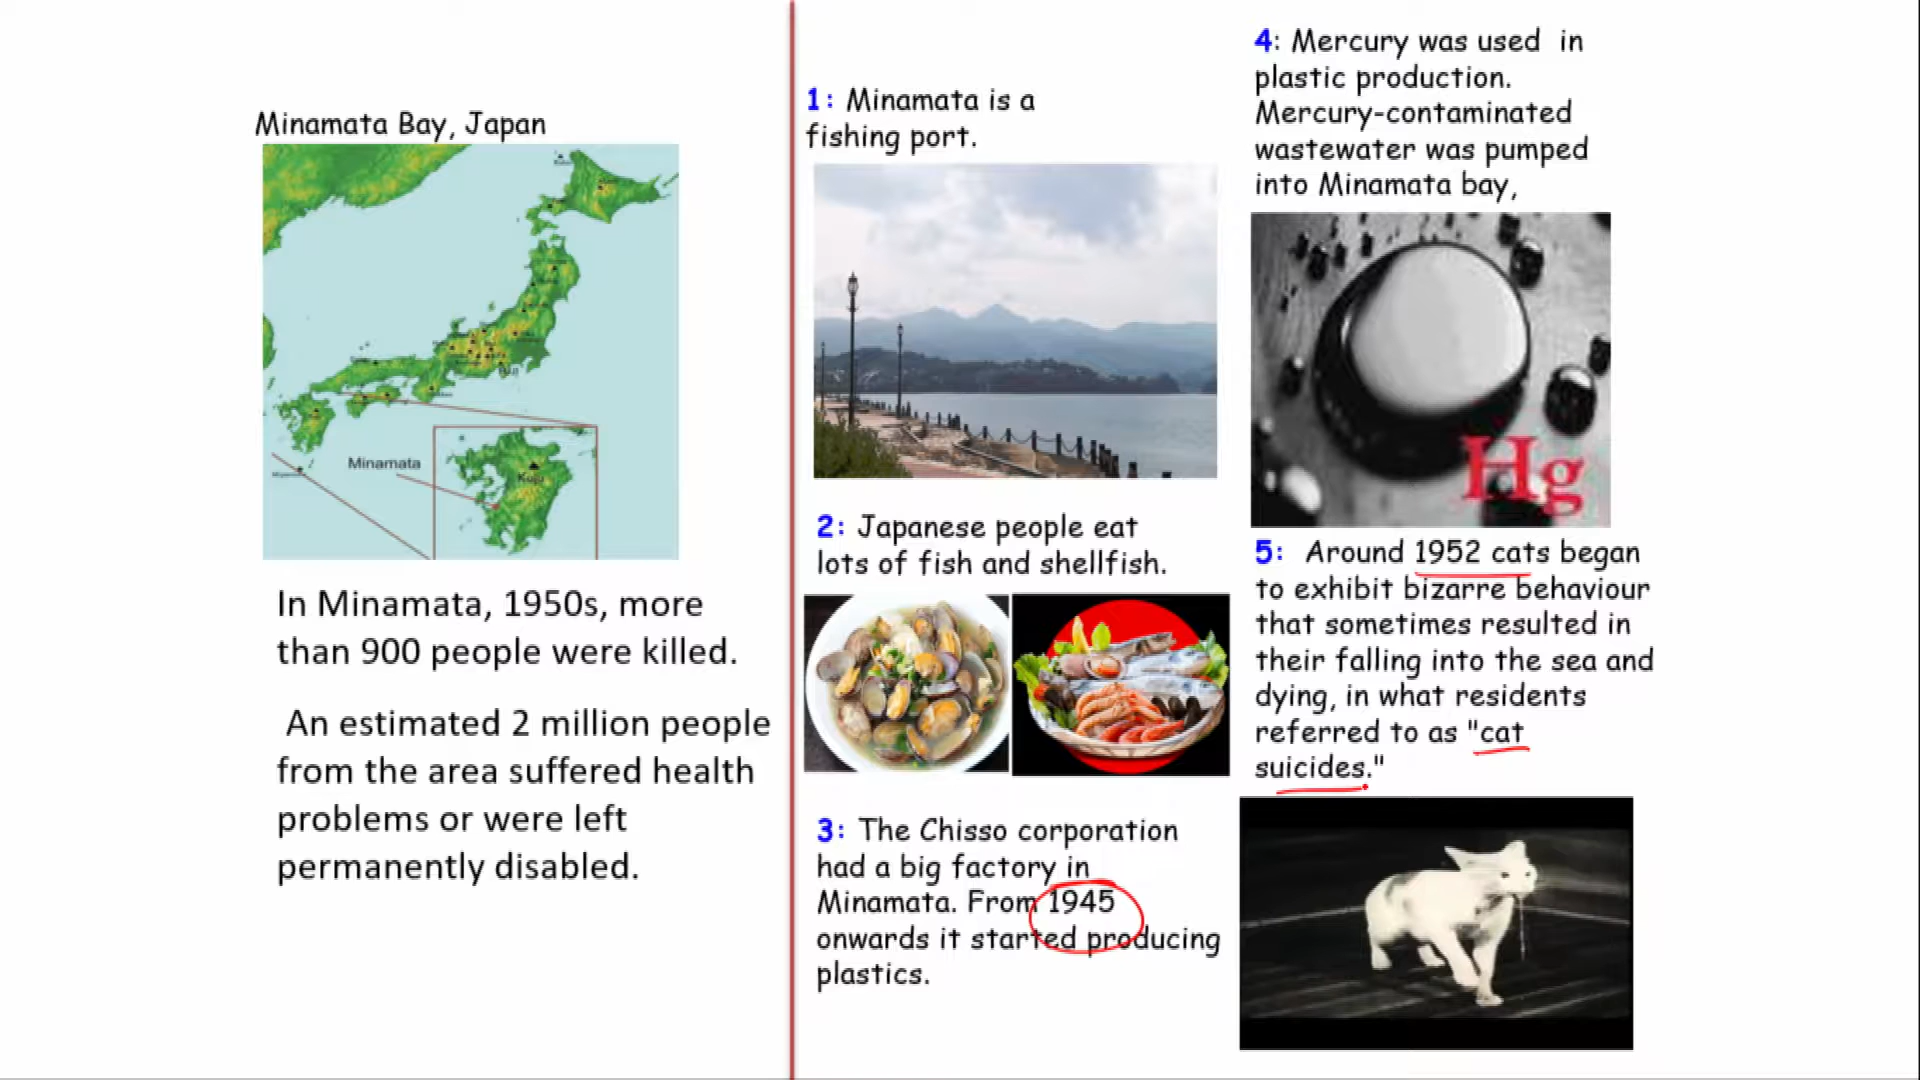 Minamata Bay, Japan
Minamata
Kuju
In Minamata, 1950s, more
than 900 people were killed.
An estimated 2 million people
from the area suffered health
problems or were left
permanently disabled.
1: Minamata is a
fishing port.
2: Japanese people eat
lots of fish and shellfish.
3: The Chisso corporation
had a big factory in
Minamata. From 1945
onwards it started producing
plastics.
4: Mercury was used in
plastic production.
Mercury-contaminated
wastewater was pumped
into Minamata bay,
Hg
5: Around 1952 cats began
to exhibit bizarre behaviour
that sometimes resulted in
their falling into the sea and
dying, in what residents
referred to as "cat
suicides."